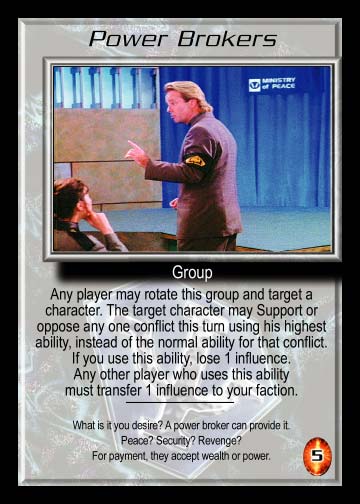 Power Brokers
MINISTRY
of PEACE
Group
Any player may rotate this group and target a
character. The target character may Support or
oppose any one conflict this turn using his highest
ability, instead of the normal ability for that conflict.
If you use this ability, lose 1 influence.
Any other player who uses this ability
must transfer 1 influence to your faction.
What is it you desire? A power broker can provide it.
Peace? Security? Revenge?
For payment, they accept wealth or power.
5